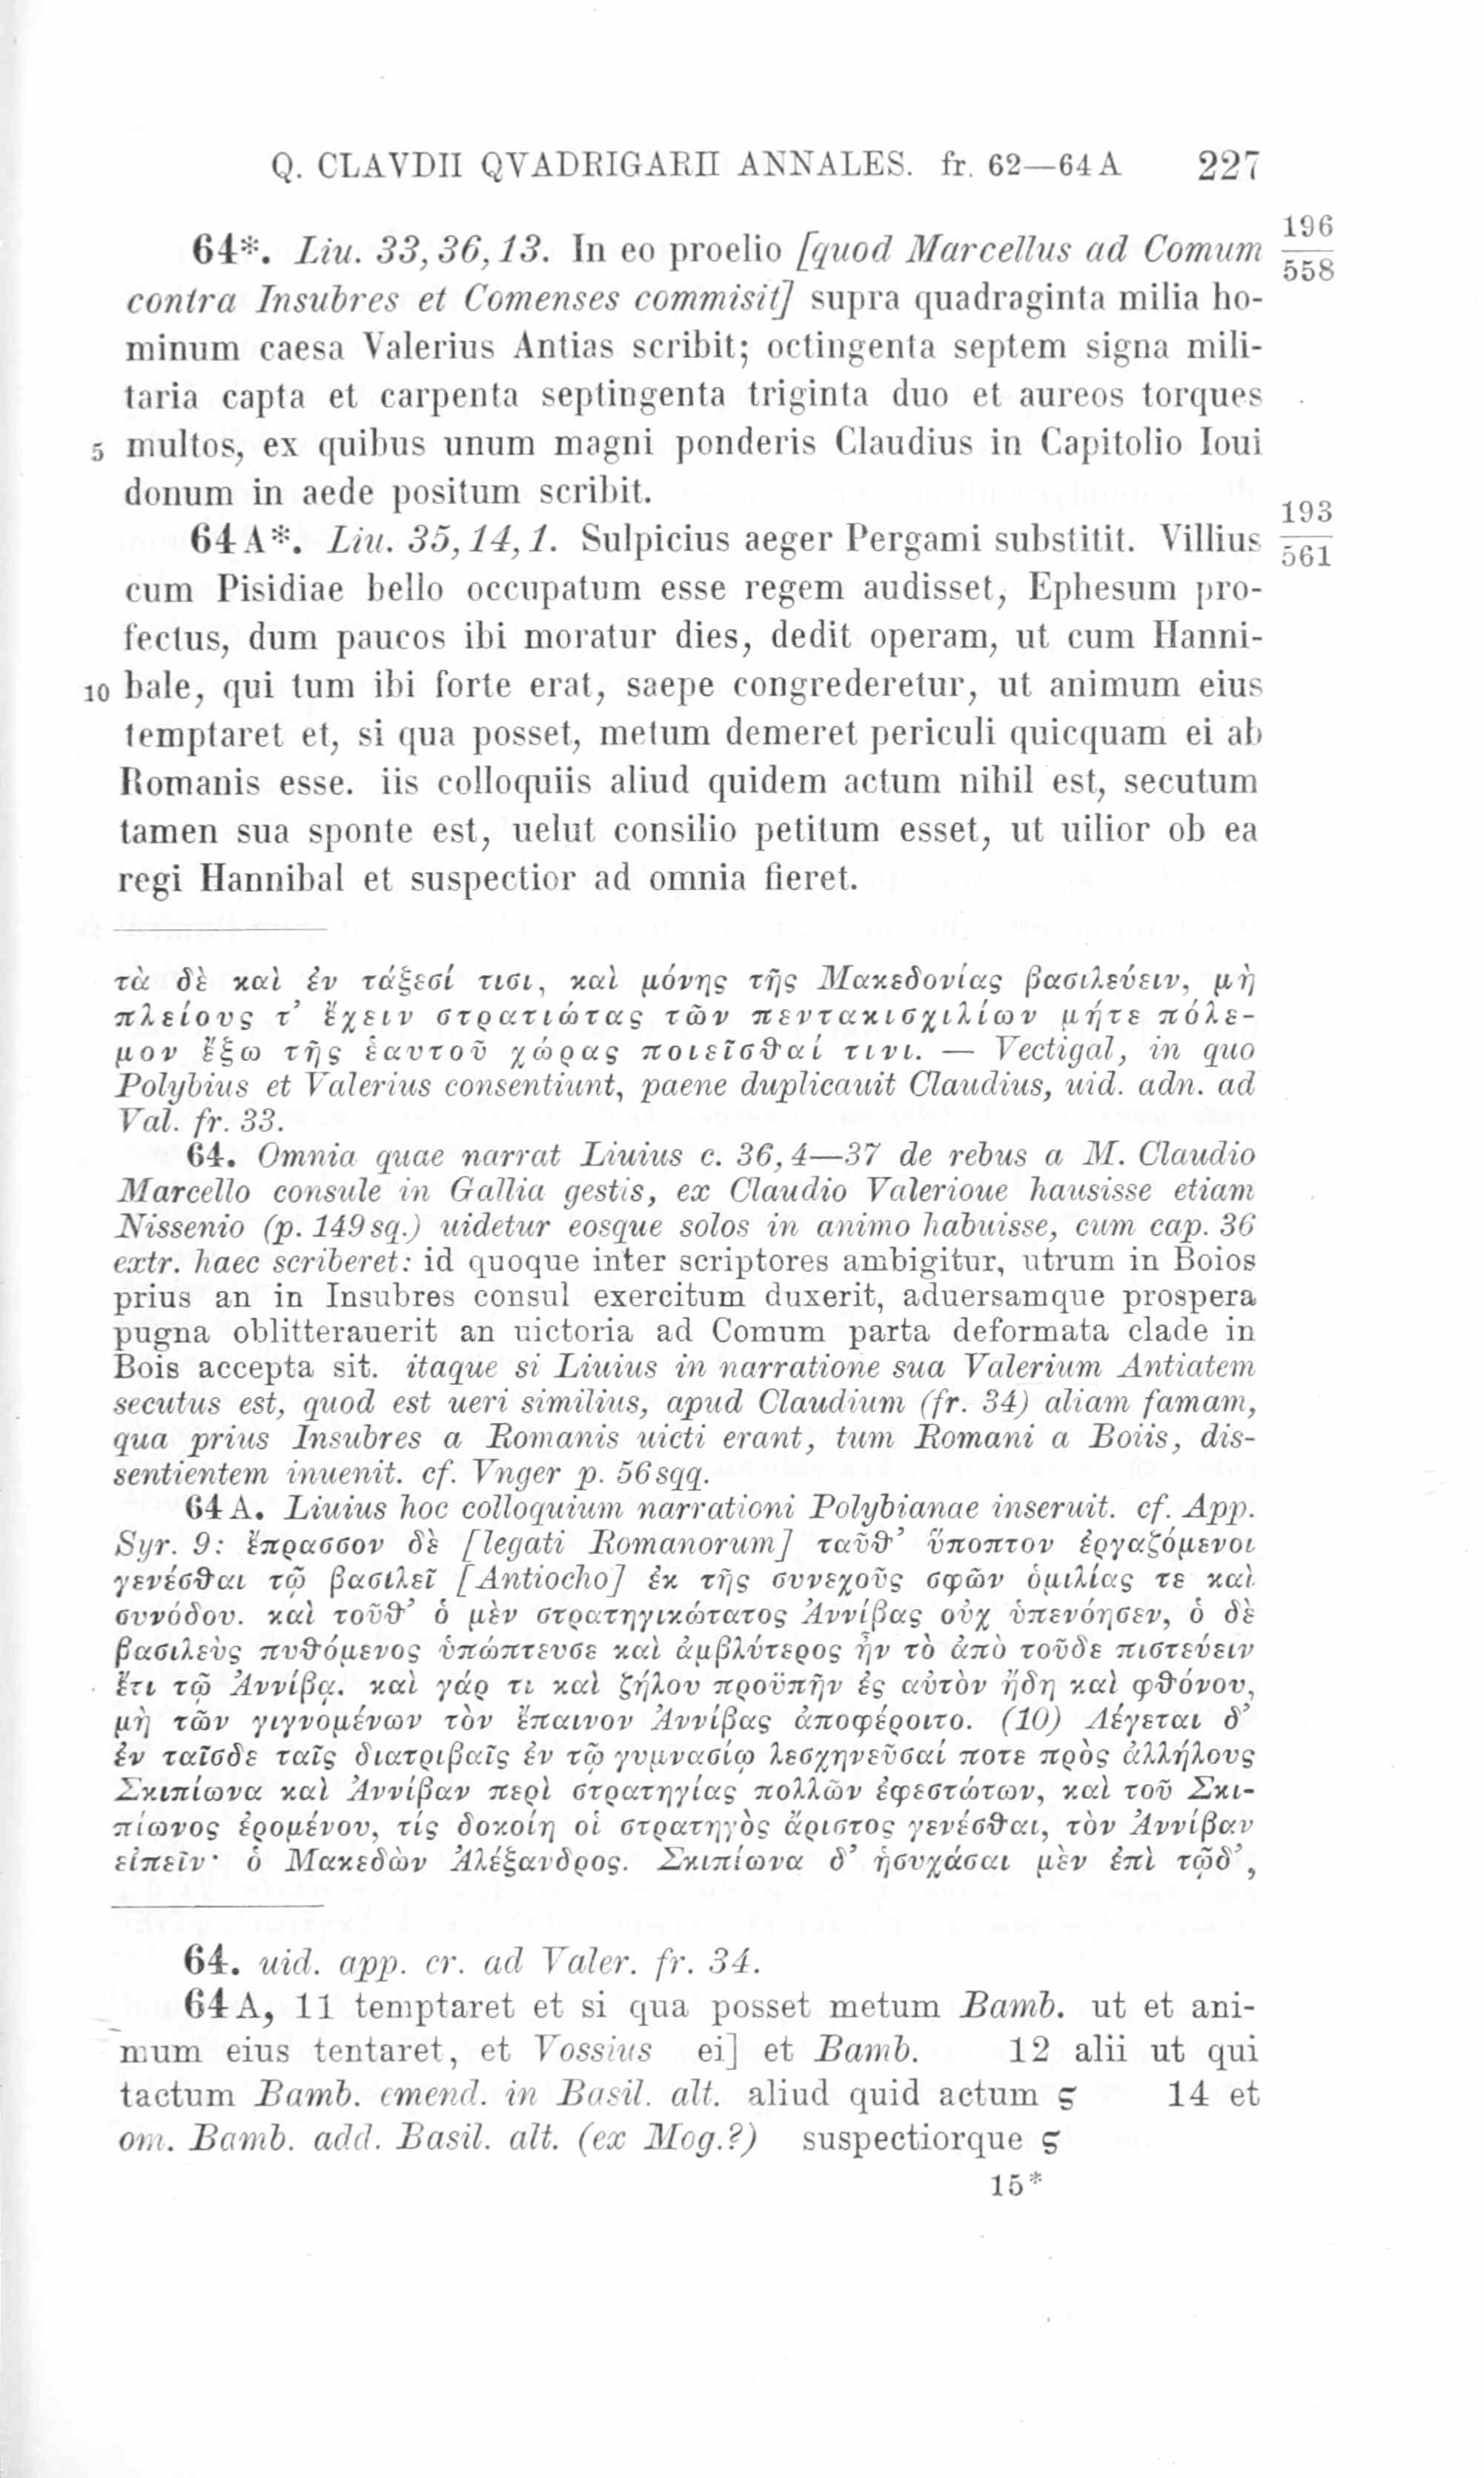 Q. CLAVDII QVADRIGARII ANNALES. fr. 62—64 A 227
64*. Liu. 33, 36, 13. In eo proelio [quod Marcellus ad Comum 196/558
contra Insubres et Comenses commisit] supra quadraginta milia ho-
minum caesa Valerius Antias scribit; octingenta septem signa mili-
taria capta et carpenta septingenta triginta duo et aureos torques
5 multos, ex quibus unum magni ponderis Claudius in Capitolio Ioui
donum in aede positum scribit.
64 A*. Liu. 35, 14, 1. Sulpicius aeger Pergami substitit. Villius 193/561
cum Pisidiae bello occupatum esse regem audisset, Ephesum pro-
fectus, dum paucos ibi moratur dies, dedit operam, ut cum Hanni-
10 bale, qui tum ibi forte erat, saepe congrederetur, ut animum eius
temptaret et, si qua posset, metum demeret periculi quicquam ei ab
Romanis esse. iis colloquiis aliud quidem actum nihil est, secutum
tamen sua sponte est, uelut consilio petitum esset, ut uilior ob ea
regi Hannibal et suspectior ad omnia fieret.
τὰ δὲ καὶ ἐν τάξεσί τισι, καὶ μόνης τῆς Μακεδονίας βασιλεύειν, μὴ
πλείους τ’ ἔχειν στρατιώτας τῶν πεντακισχιλίων μήτε πόλε-
μον ἔξω τῆς ἑαυτοῦ χώρας ποιεῖσϑαί τινι. — Vectigal, in quo
Polybius et Valerius consentiunt, paene duplicauit Claudius, uid. adn. ad
Val. fr. 33.
64. Omnia quae narrat Liuius c. 36, 4—37 de rebus a M. Claudio
Marcello consule in Gallia gestis, ex Claudio Valerioue hausisse etiam
Nissenio (p. 149 sq.) uidetur eosque solos in animo habuisse, cum cap. 36
extr. haec scriberet: id quoque inter scriptores ambigitur, utrum in Boios
prius an in Insubres consul exercitum duxerit, aduersamque prospera
pugna oblitterauerit an uictoria ad Comum parta deformata clade in
Bois accepta sit. itaque si Liuius in narratione sua Valerium Antiatem
secutus est, quod est ueri similius, apud Claudium (fr. 34) aliam famam,
qua prius Insubres a Romanis uicti erant, tum Romani a Boiis, dis-
sentientem inuenit. cf. Vnger p. 56 sqq.
64 A. Liuius hoc colloquium narrationi Polybianae inseruit. cf. App.
Syr. 9: ἔπρασσον δὲ [legati Romanorum] ταῦϑ’ ὕποπτον ἐργαζόμενοι
γενέσϑαι τῷ βασιλεῖ [Antiocho] ἐκ τῆς συνεχοῦς σφῶν ὁμιλίας τε καὶ
συνόδου. καὶ τοῦϑ’ ὁ μὲν στρατηγικώτατος Ἀννίβας οὐχ ὑπενόησεν, ὁ δὲ
βασιλεὺς πυϑόμενος ὑπώπτευσε καὶ ἀμβλύτερος ἦν τὸ ἀπὸ τοῦδε πιστεύειν
ἔτι τῷ Ἀννίβᾳ. καὶ γάρ τι καὶ ζήλου προϋπῆν ἐς αὐτὸν ἤδη καὶ φϑόνου,
μὴ τῶν γιγνομένων τὸν ἔπαινον Ἀννίβας ἀποφέροιτο. (10) Λέγεται δ’
ἐν ταῖσδε ταῖς διατριβαῖς ἐν τῷ γυμνασίῳ λεσχηνεῦσαί ποτε πρὸς ἀλλήλους
Σκιπίωνα καὶ Ἀννίβαν περὶ στρατηγίας πολλῶν ἐφεστώτων, καὶ τοῦ Σκι-
πίωνος ἐρομένου, τίς δοκοίη οἱ στρατηγὸς ἄριστος γενέσϑαι, τὸν Ἀννίβαν
εἰπεῖν· ὁ Μακεδὼν Ἀλέξανδρος. Σκιπίωνα δ’ ἡσυχάσαι μὲν ἐπὶ τῷδ’,
64. uid. app. cr. ad Valer. fr. 34.
64 A, 11 temptaret et si qua posset metum Bamb. ut et ani-
mum eius tentaret, et Vossius ei] et Bamb. 12 alii ut qui
tactum Bamb. emend. in Basil. alt. aliud quid actum ς 14 et
om. Bamb. add. Basil. alt. (ex Mog.?) suspectiorque ς
15*